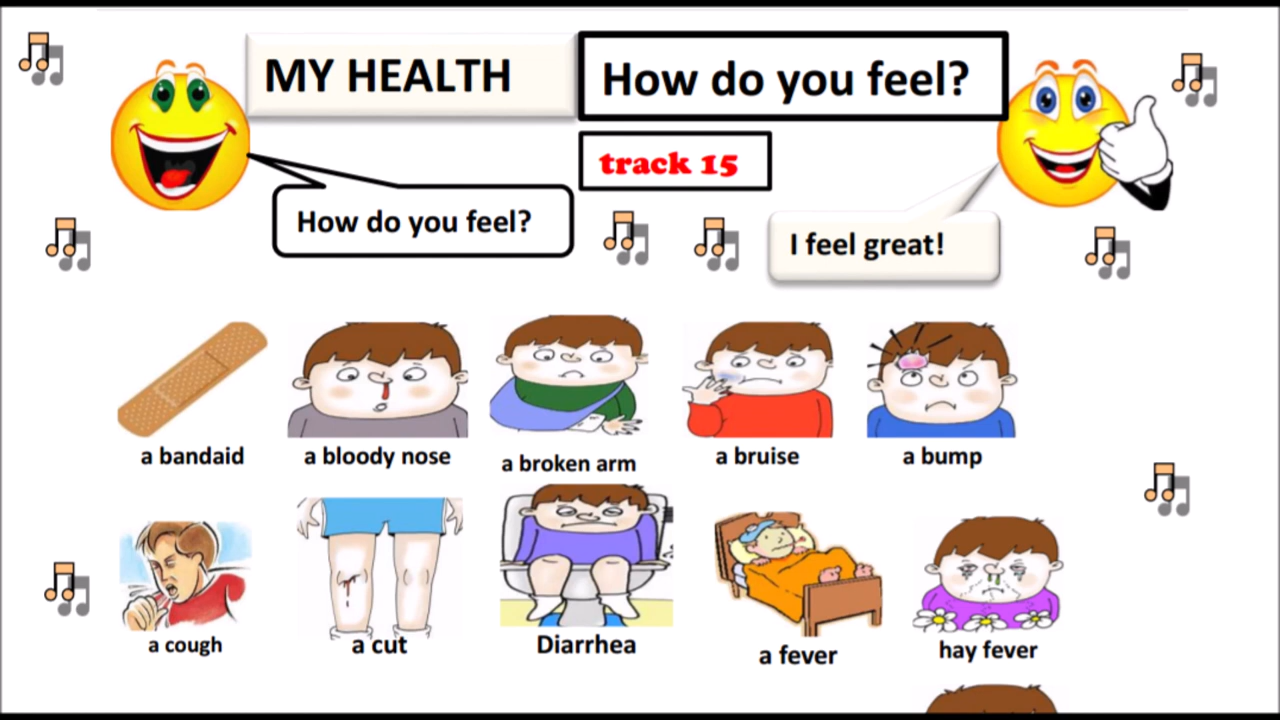 MY HEALTH
How do you feel?
track 15
How do you feel?
I feel great!
a bandaid
a bloody nose
a broken arm
a bruise
a bump
a cough
a cut
Diarrhea
a fever
hay fever